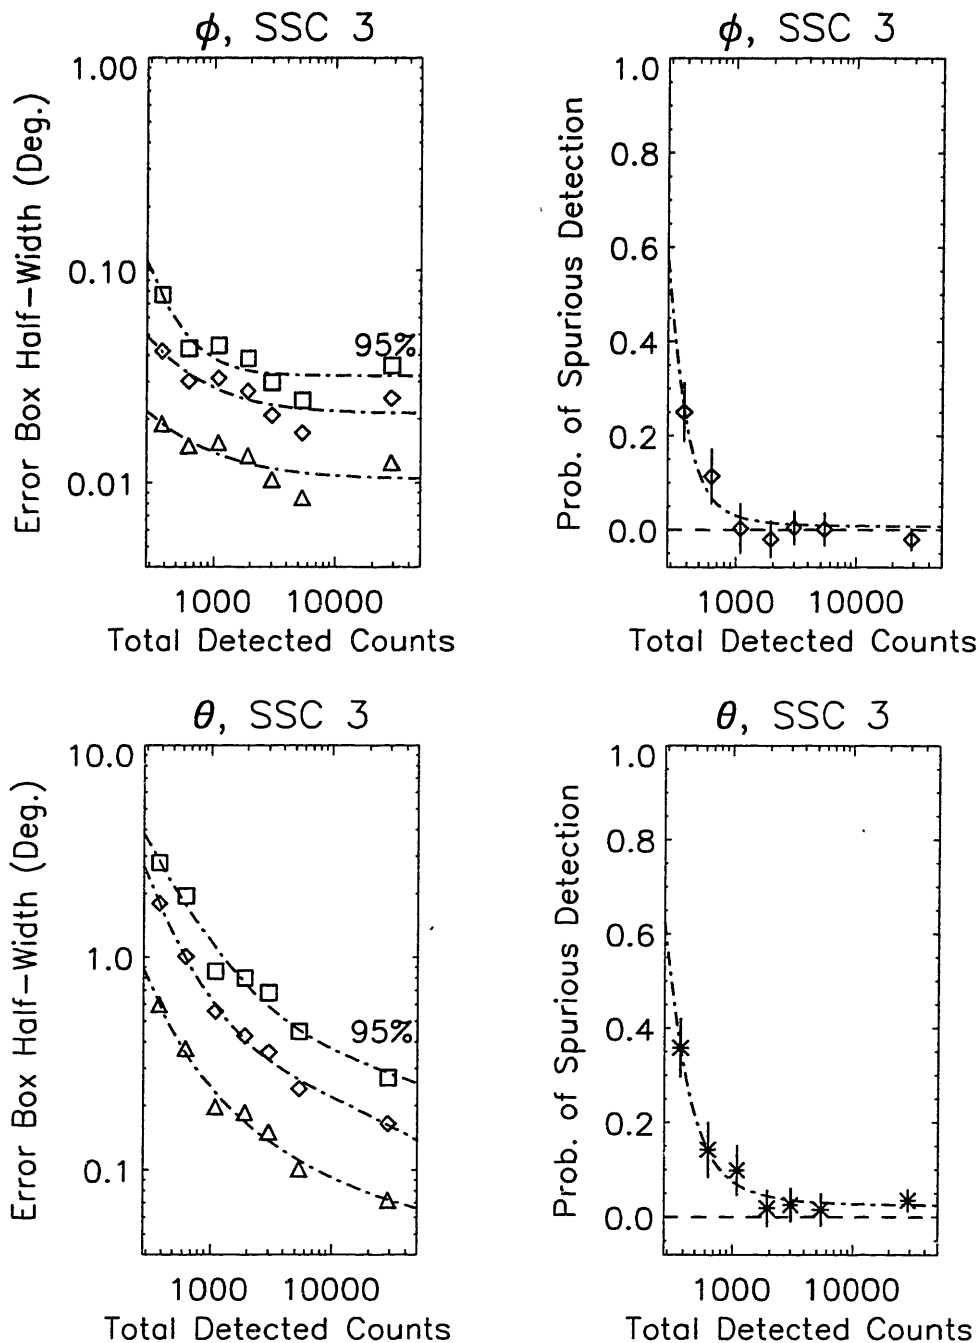 ϕ, SSC 3
Error Box Half-Width (Deg.)
1.00
0.10
0.01
95%
1000 10000
Total Detected Counts
ϕ, SSC 3
Prob. of Spurious Detection
1.0
0.8
0.6
0.4
0.2
0.0
1000 10000
Total Detected Counts
θ, SSC 3
Error Box Half-Width (Deg.)
10.0
1.0
0.1
95%
1000 10000
Total Detected Counts
θ, SSC 3
Prob. of Spurious Detection
1.0
0.8
0.6
0.4
0.2
0.0
1000 10000
Total Detected Counts